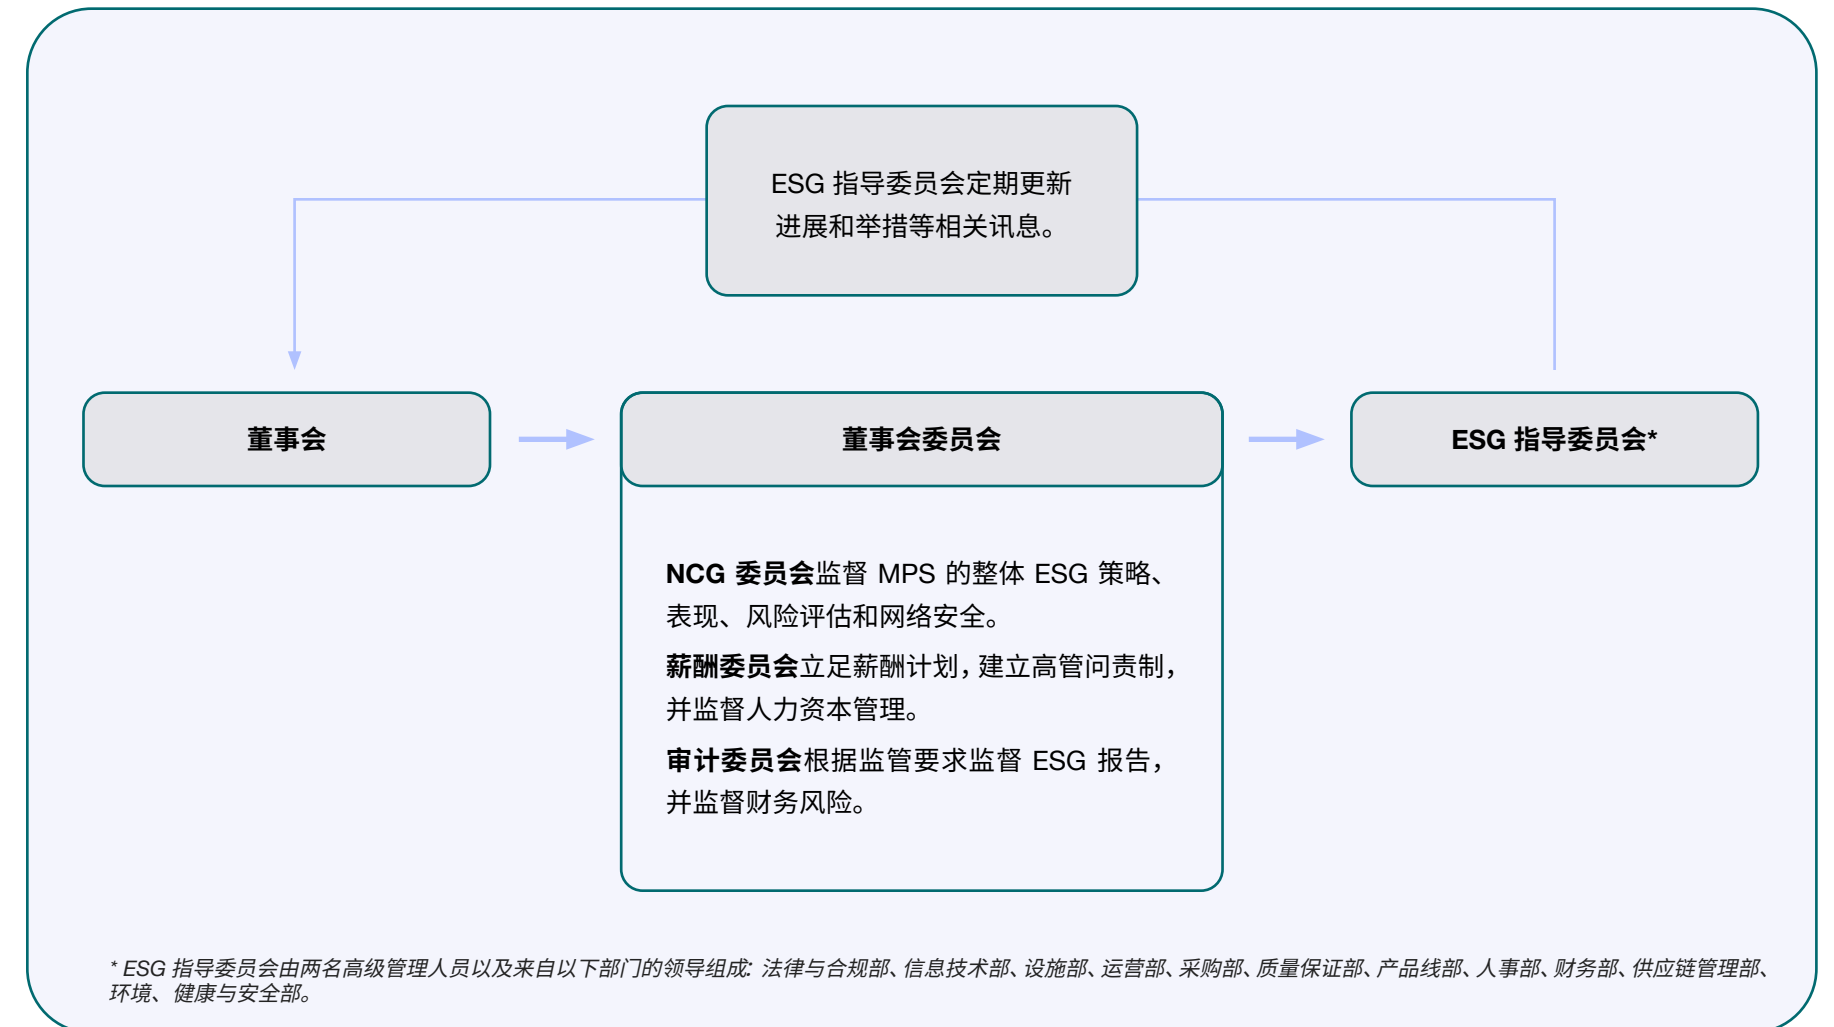 ESG 指导委员会定期更新
进展和举措等相关讯息。
董事会
董事会委员会
ESG 指导委员会*
NCG 委员会监督 MPS 的整体 ESG 策略、
表现、风险评估和网络安全。
薪酬委员会立足薪酬计划，建立高管问责制，
并监督人力资本管理。
审计委员会根据监管要求监督 ESG 报告，
并监督财务风险。
* ESG 指导委员会由两名高级管理人员以及来自以下部门的领导组成：法律与合规部、信息技术部、设施部、运营部、采购部、质量保证部、产品线部、人事部、财务部、供应链管理部、
环境、健康与安全部。